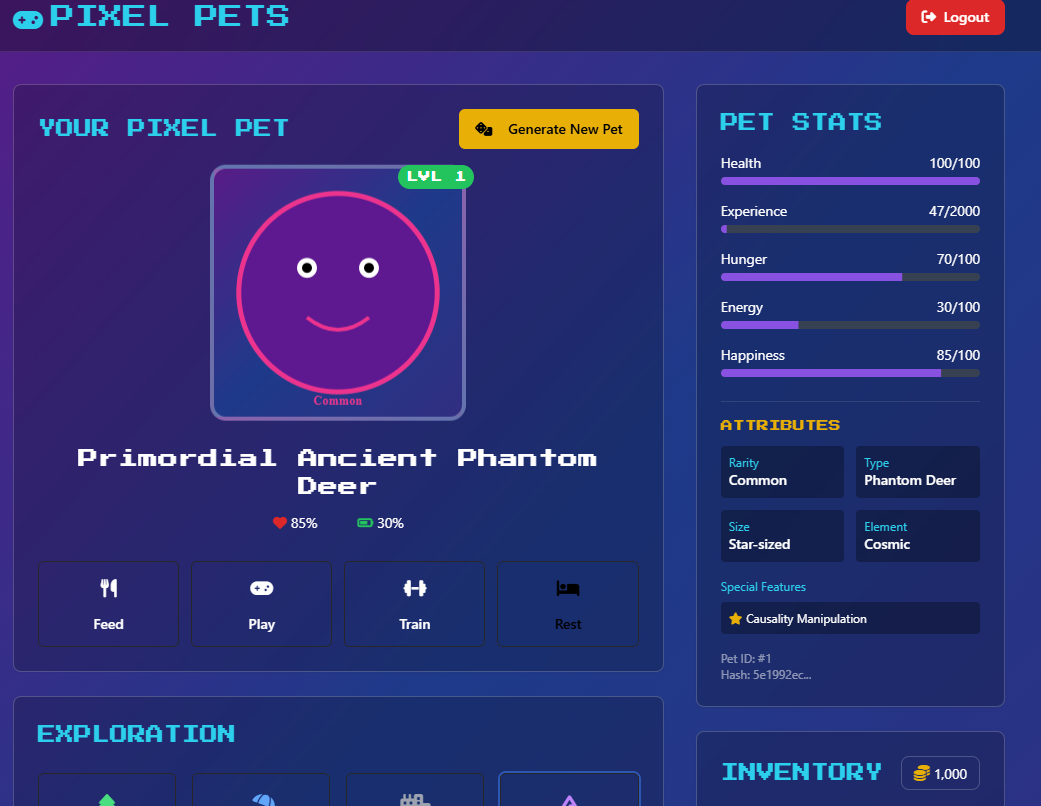 PIXEL PETS
Logout
YOUR PIXEL PET
Generate New Pet
LVL 1
Common
Primordial Ancient Phantom
Deer
85%
30%
Feed
Play
Train
Rest
EXPLORATION
PET STATS
Health 100/100
Experience 47/2000
Hunger 70/100
Energy 30/100
Happiness 85/100
ATTRIBUTES
Rarity
Common
Type
Phantom Deer
Size
Star-sized
Element
Cosmic
Special Features
Causality Manipulation
Pet ID: #1
Hash: 5e1992ec...
INVENTORY
1,000